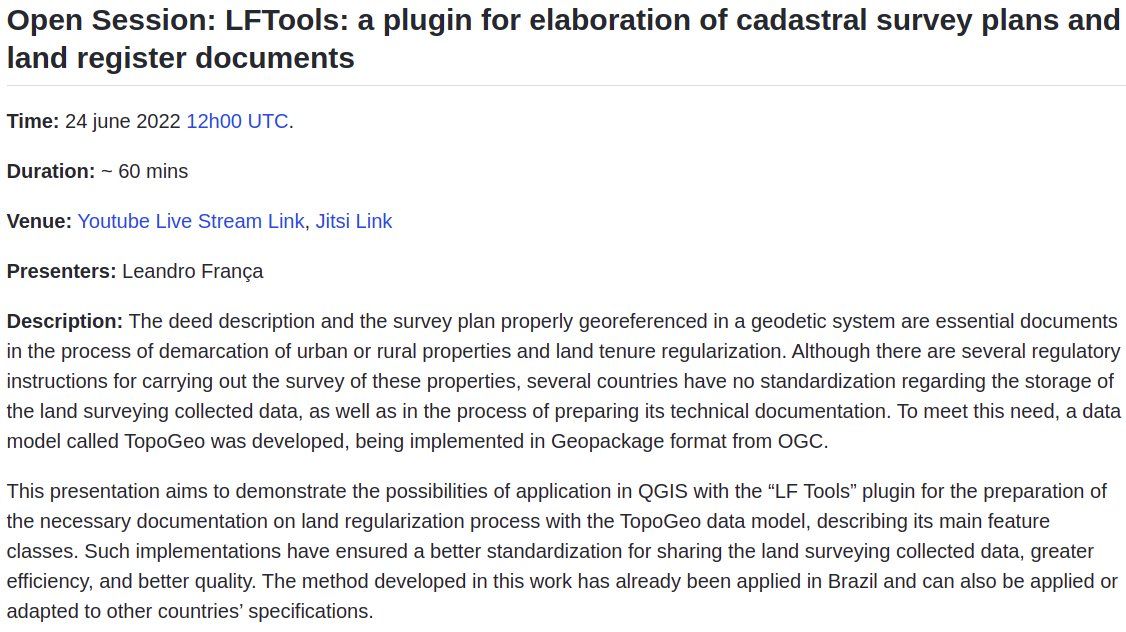 Open Session: LFTools: a plugin for elaboration of cadastral survey plans and
land register documents
Time: 24 june 2022 12h00 UTC.
Duration: ~ 60 mins
Venue: Youtube Live Stream Link, Jitsi Link
Presenters: Leandro França
Description: The deed description and the survey plan properly georeferenced in a geodetic system are essential documents
in the process of demarcation of urban or rural properties and land tenure regularization. Although there are several regulatory
instructions for carrying out the survey of these properties, several countries have no standardization regarding the storage of
the land surveying collected data, as well as in the process of preparing its technical documentation. To meet this need, a data
model called TopoGeo was developed, being implemented in Geopackage format from OGC.
This presentation aims to demonstrate the possibilities of application in QGIS with the “LF Tools” plugin for the preparation of
the necessary documentation on land regularization process with the TopoGeo data model, describing its main feature
classes. Such implementations have ensured a better standardization for sharing the land surveying collected data, greater
efficiency, and better quality. The method developed in this work has already been applied in Brazil and can also be applied or
adapted to other countries’ specifications.